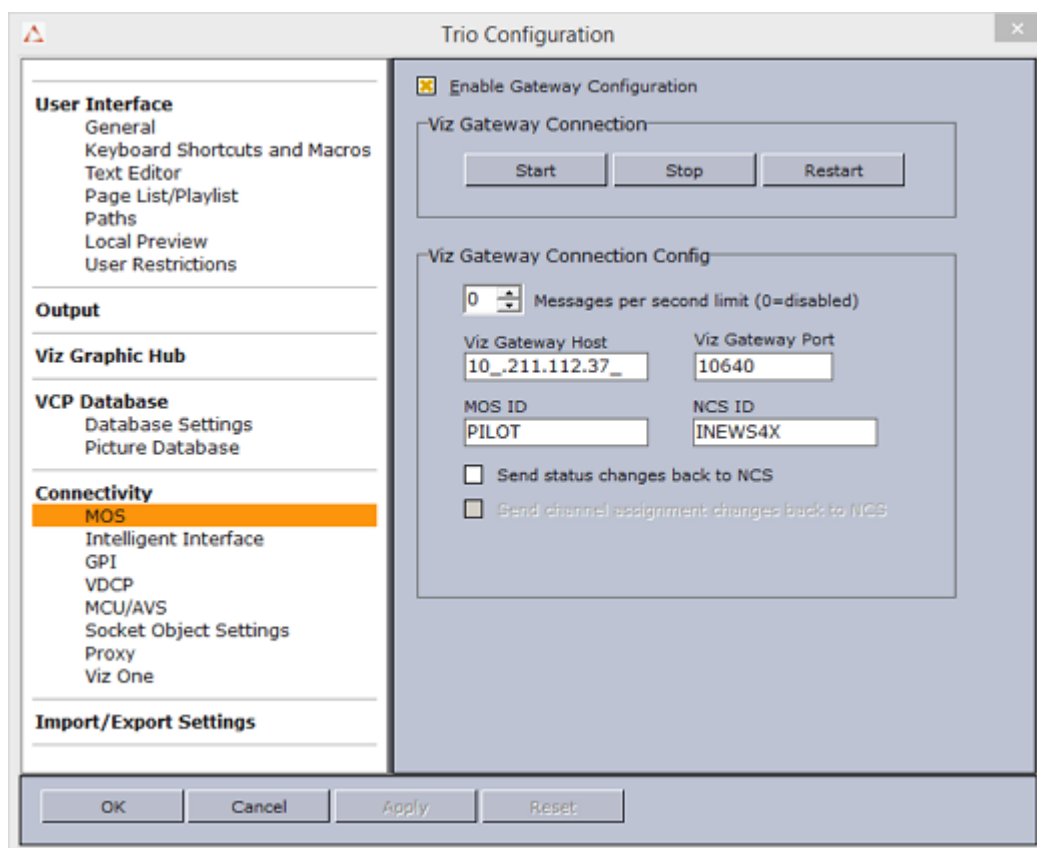 Trio Configuration
User Interface
General
Keyboard Shortcuts and Macros
Text Editor
Page List/Playlist
Paths
Local Preview
User Restrictions
Output
Viz Graphic Hub
VCP Database
Database Settings
Picture Database
Connectivity
MOS
Intelligent Interface
GPI
VDCP
MCU/AVS
Socket Object Settings
Proxy
Viz One
Import/Export Settings
Enable Gateway Configuration
Viz Gateway Connection
Start Stop Restart
Viz Gateway Connection Config
0 Messages per second limit (0=disabled)
Viz Gateway Host Viz Gateway Port
10_.211.112.37_ 10640
MOS ID NCS ID
PILOT INEWS4X
Send status changes back to NCS
Send channel assignment changes back to NCS
OK Cancel Apply Reset